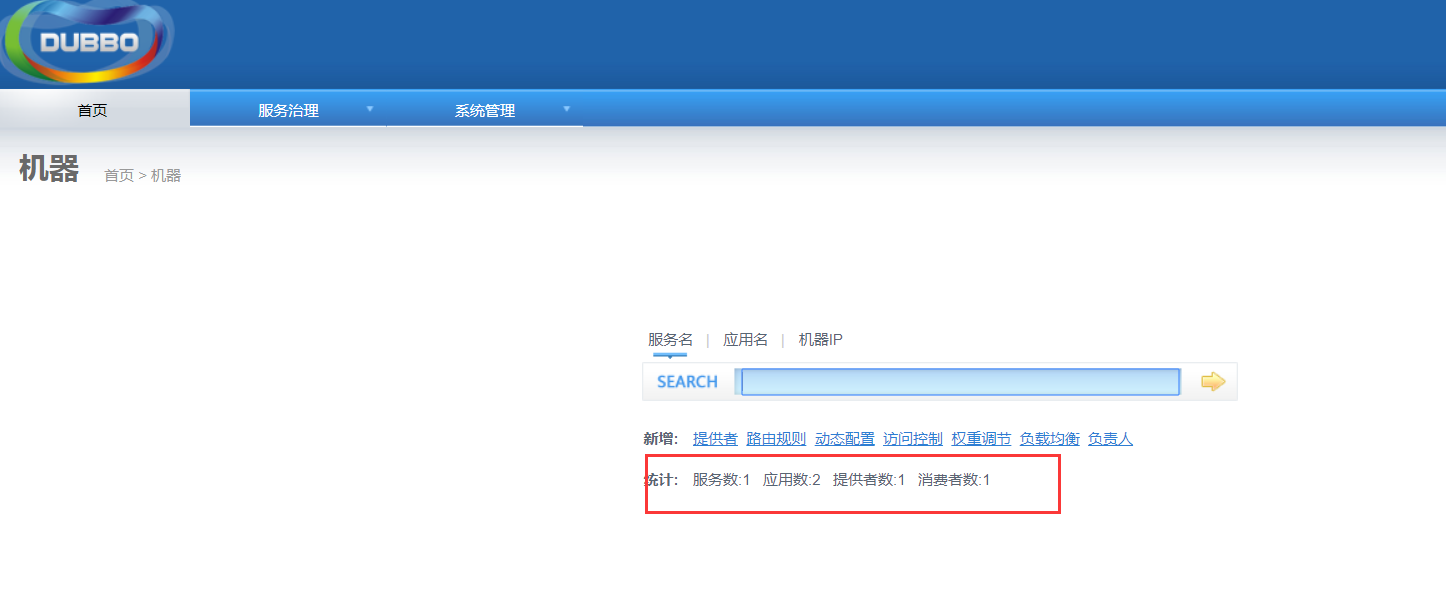 DUBBO
首页 服务治理 系统管理
机器 首页 > 机器
服务名 | 应用名 | 机器IP
SEARCH
新增: 提供者 路由规则 动态配置 访问控制 权重调节 负载均衡 负责人
统计: 服务数:1 应用数:2 提供者数:1 消费者数:1